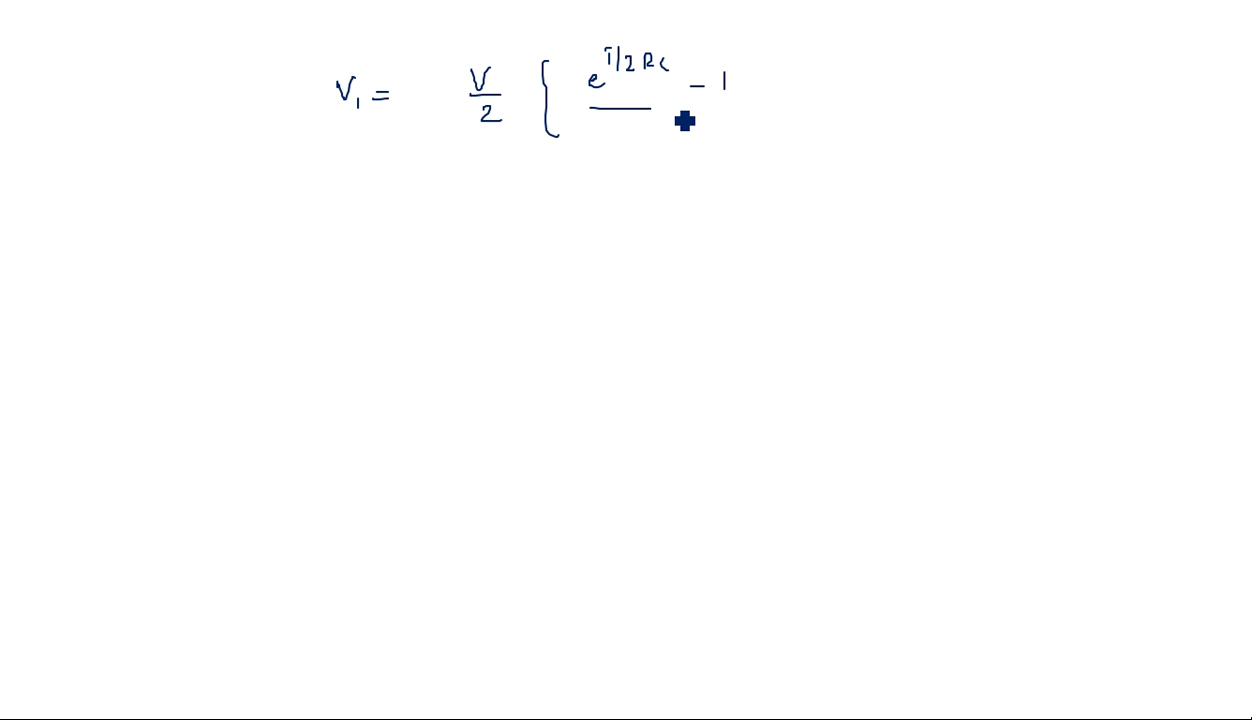 V₁ = V/2 { e^(T/2RC) - 1